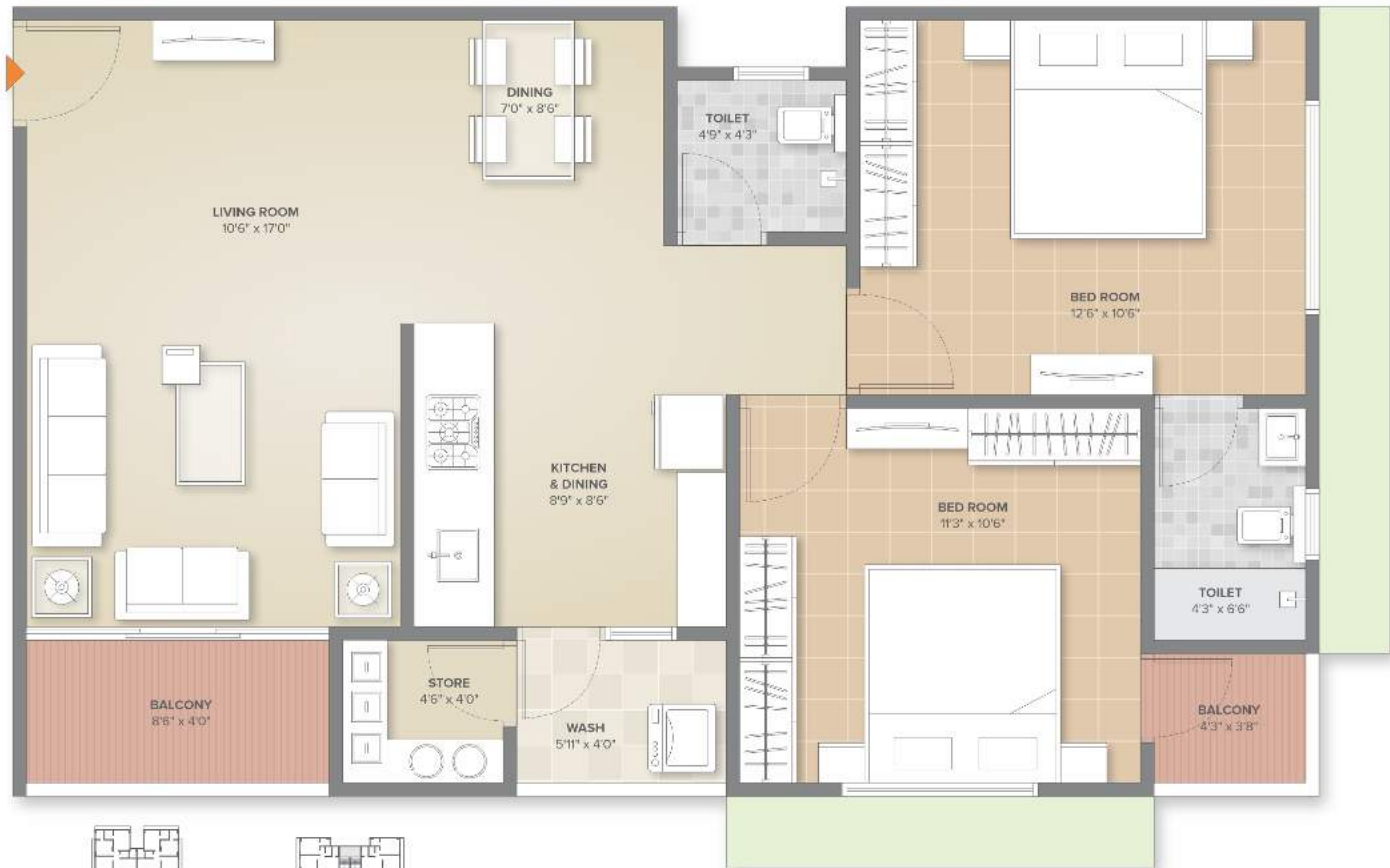 DINING
7'0" x 8'6"
TOILET
4'9" x 4'3"
LIVING ROOM
10'6" x 17'0"
BED ROOM
12'6" x 10'6"
KITCHEN
& DINING
8'9" x 8'6"
BED ROOM
11'3" x 10'6"
TOILET
4'3" x 6'6"
STORE
4'6" x 4'0"
BALCONY
8'6" x 4'0"
WASH
5'11" x 4'0"
BALCONY
4'3" x 3'8"